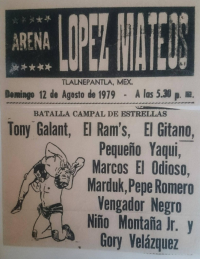 ARENA
LOPEZ MATEOS
TLALNEPANTLA, MEX.
Domingo 12 de Agosto de 1979 - A las 5.30 p. m.
BATALLA CAMPAL DE ESTRELLAS
Tony Galant, El Ram's, El Gitano,
Pequeño Yaqui,
Marcos El Odioso,
Marduk, Pepe Romero
Vengador Negro
Niño Montaña Jr. y
Gory Velázquez